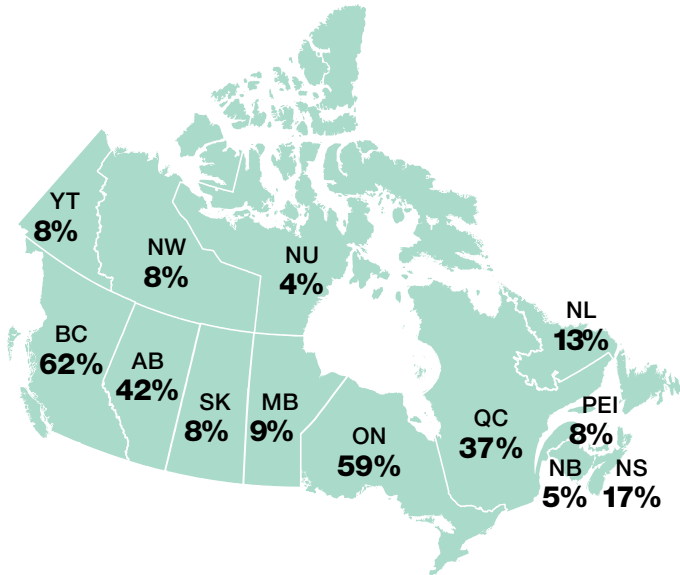 YT
8%
NW
8%
NU
4%
BC
62%
AB
42%
SK
8%
MB
9%
ON
59%
QC
37%
NL
13%
PEI
8%
NB
5%
NS
17%